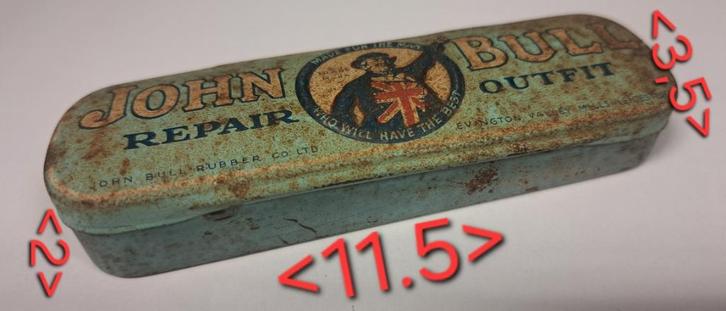 JOHN BULL
REPAIR OUTFIT
MADE FOR THE MAN
WHO WILL HAVE THE BEST
JOHN BULL RUBBER CO LTD.
EVINGTON VALLEY MILLS
<2>
<11.5>
<3,5>